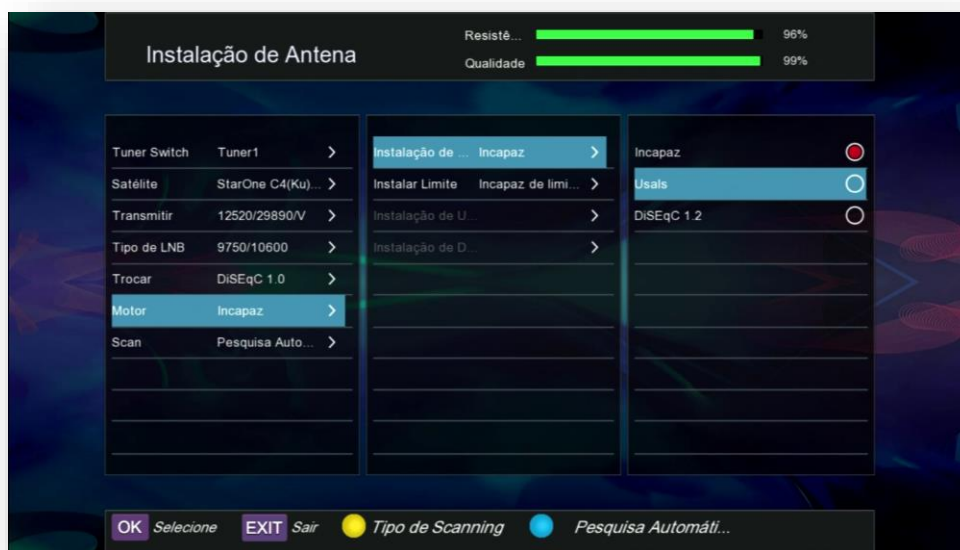 Instalação de Antena
Resistê... 96%
Qualidade 99%
Tuner Switch Tuner1
Satélite StarOne C4(Ku)...
Transmitir 12520/29890/V
Tipo de LNB 9750/10600
Trocar DiSEqC 1.0
Motor Incapaz
Scan Pesquisa Auto...
Instalação de ... Incapaz
Instalar Limite Incapaz de limi...
Instalação de U...
Instalação de D...
Incapaz
Usals
DiSEqC 1.2
OK Selecione EXIT Sair Tipo de Scanning Pesquisa Automáti...